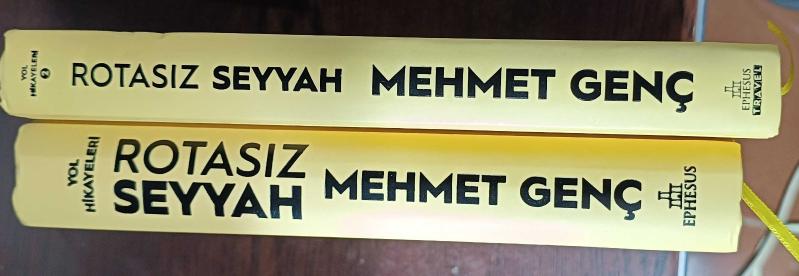 YOL
HİKAYELERİ
2
ROTASIZ SEYYAH
MEHMET GENÇ
EPHESUS
TRAVEL
YOL
HİKAYELERİ
ROTASIZ
SEYYAH
MEHMET GENÇ
EPHESUS